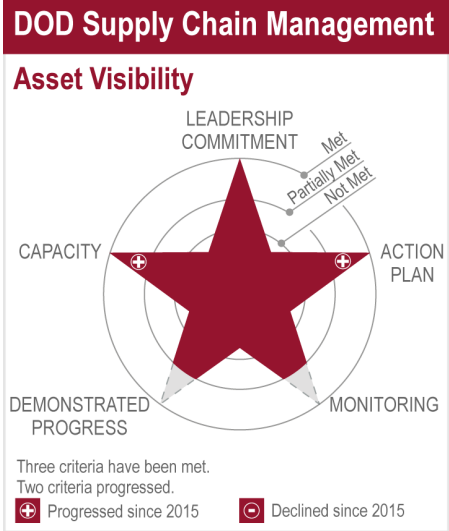 DOD Supply Chain Management
Asset Visibility
LEADERSHIP
COMMITMENT
Met
Partially Met
Not Met
CAPACITY
ACTION
PLAN
DEMONSTRATED
PROGRESS
MONITORING
Three criteria have been met.
Two criteria progressed.
Progressed since 2015
Declined since 2015